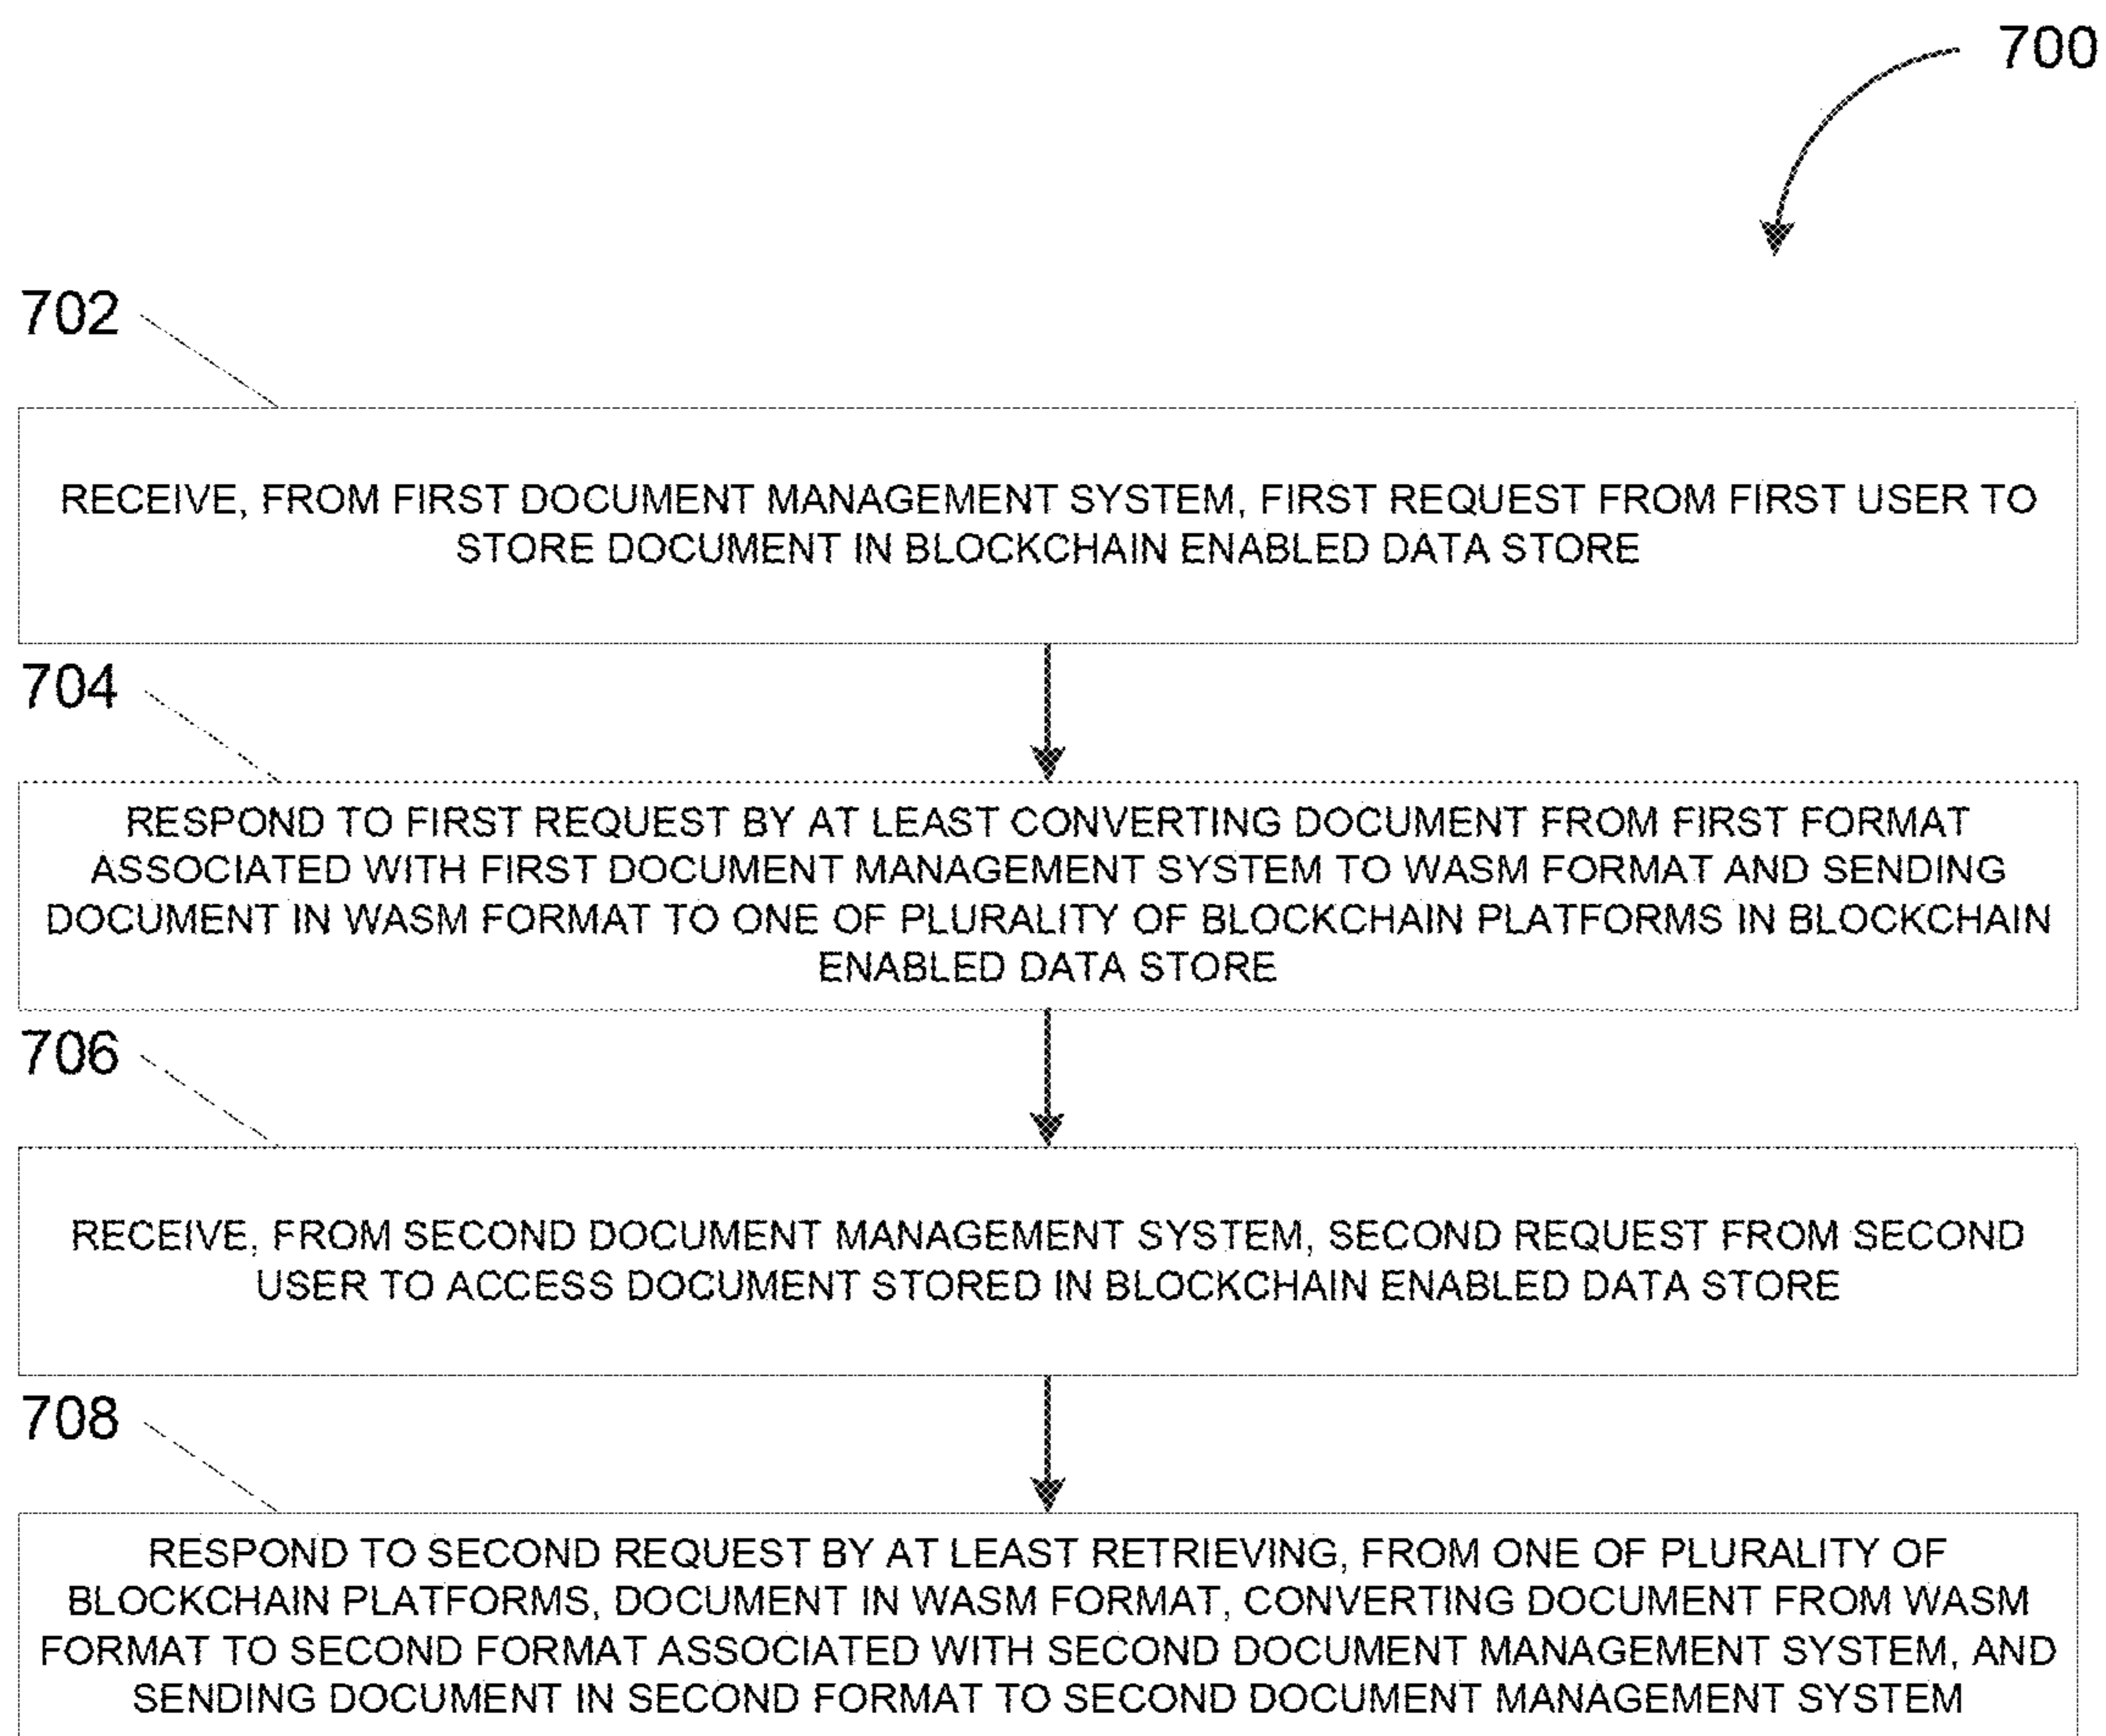 700
702
RECEIVE, FROM FIRST DOCUMENT MANAGEMENT SYSTEM, FIRST REQUEST FROM FIRST USER TO
STORE DOCUMENT IN BLOCKCHAIN ENABLED DATA STORE
704
RESPOND TO FIRST REQUEST BY AT LEAST CONVERTING DOCUMENT FROM FIRST FORMAT
ASSOCIATED WITH FIRST DOCUMENT MANAGEMENT SYSTEM TO WASM FORMAT AND SENDING
DOCUMENT IN WASM FORMAT TO ONE OF PLURALITY OF BLOCKCHAIN PLATFORMS IN BLOCKCHAIN
ENABLED DATA STORE
706
RECEIVE, FROM SECOND DOCUMENT MANAGEMENT SYSTEM, SECOND REQUEST FROM SECOND
USER TO ACCESS DOCUMENT STORED IN BLOCKCHAIN ENABLED DATA STORE
708
RESPOND TO SECOND REQUEST BY AT LEAST RETRIEVING, FROM ONE OF PLURALITY OF
BLOCKCHAIN PLATFORMS, DOCUMENT IN WASM FORMAT, CONVERTING DOCUMENT FROM WASM
FORMAT TO SECOND FORMAT ASSOCIATED WITH SECOND DOCUMENT MANAGEMENT SYSTEM, AND
SENDING DOCUMENT IN SECOND FORMAT TO SECOND DOCUMENT MANAGEMENT SYSTEM